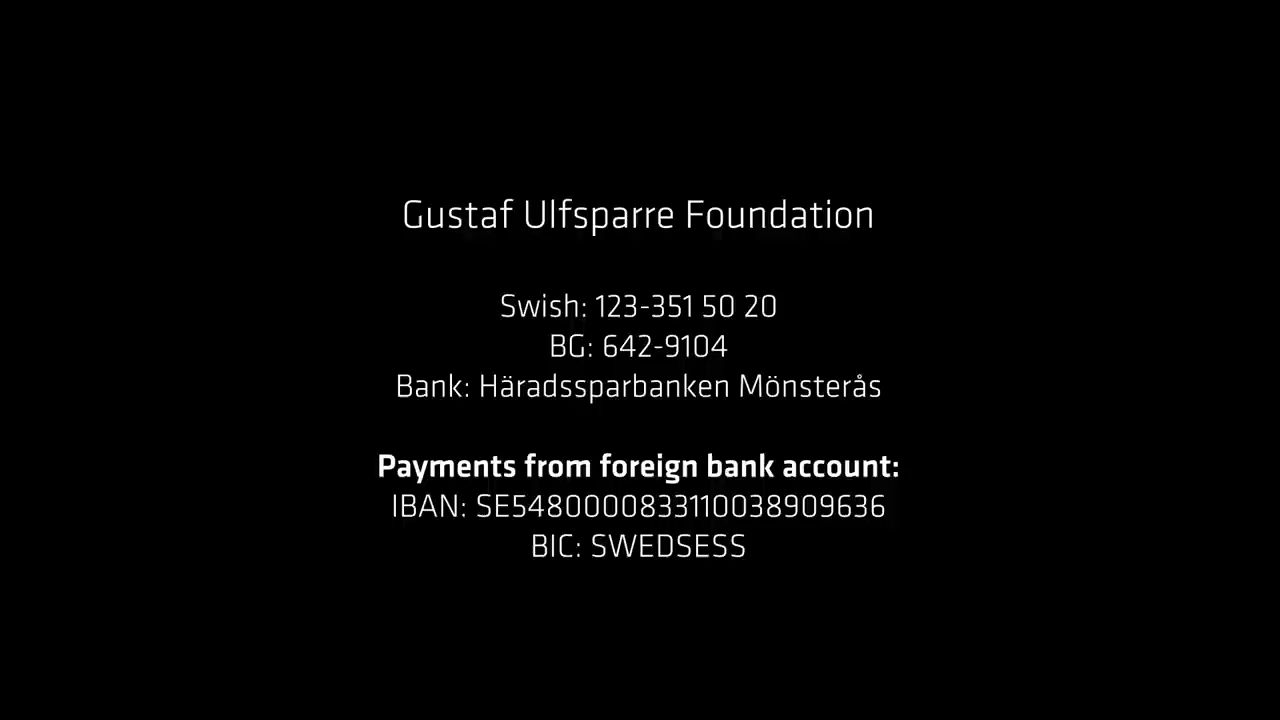 Gustaf Ulfsparre Foundation
Swish: 123-351 50 20
BG: 642-9104
Bank: Häradssparbanken Mönsterås
Payments from foreign bank account:
IBAN: SE5480000833110038909636
BIC: SWEDSESS